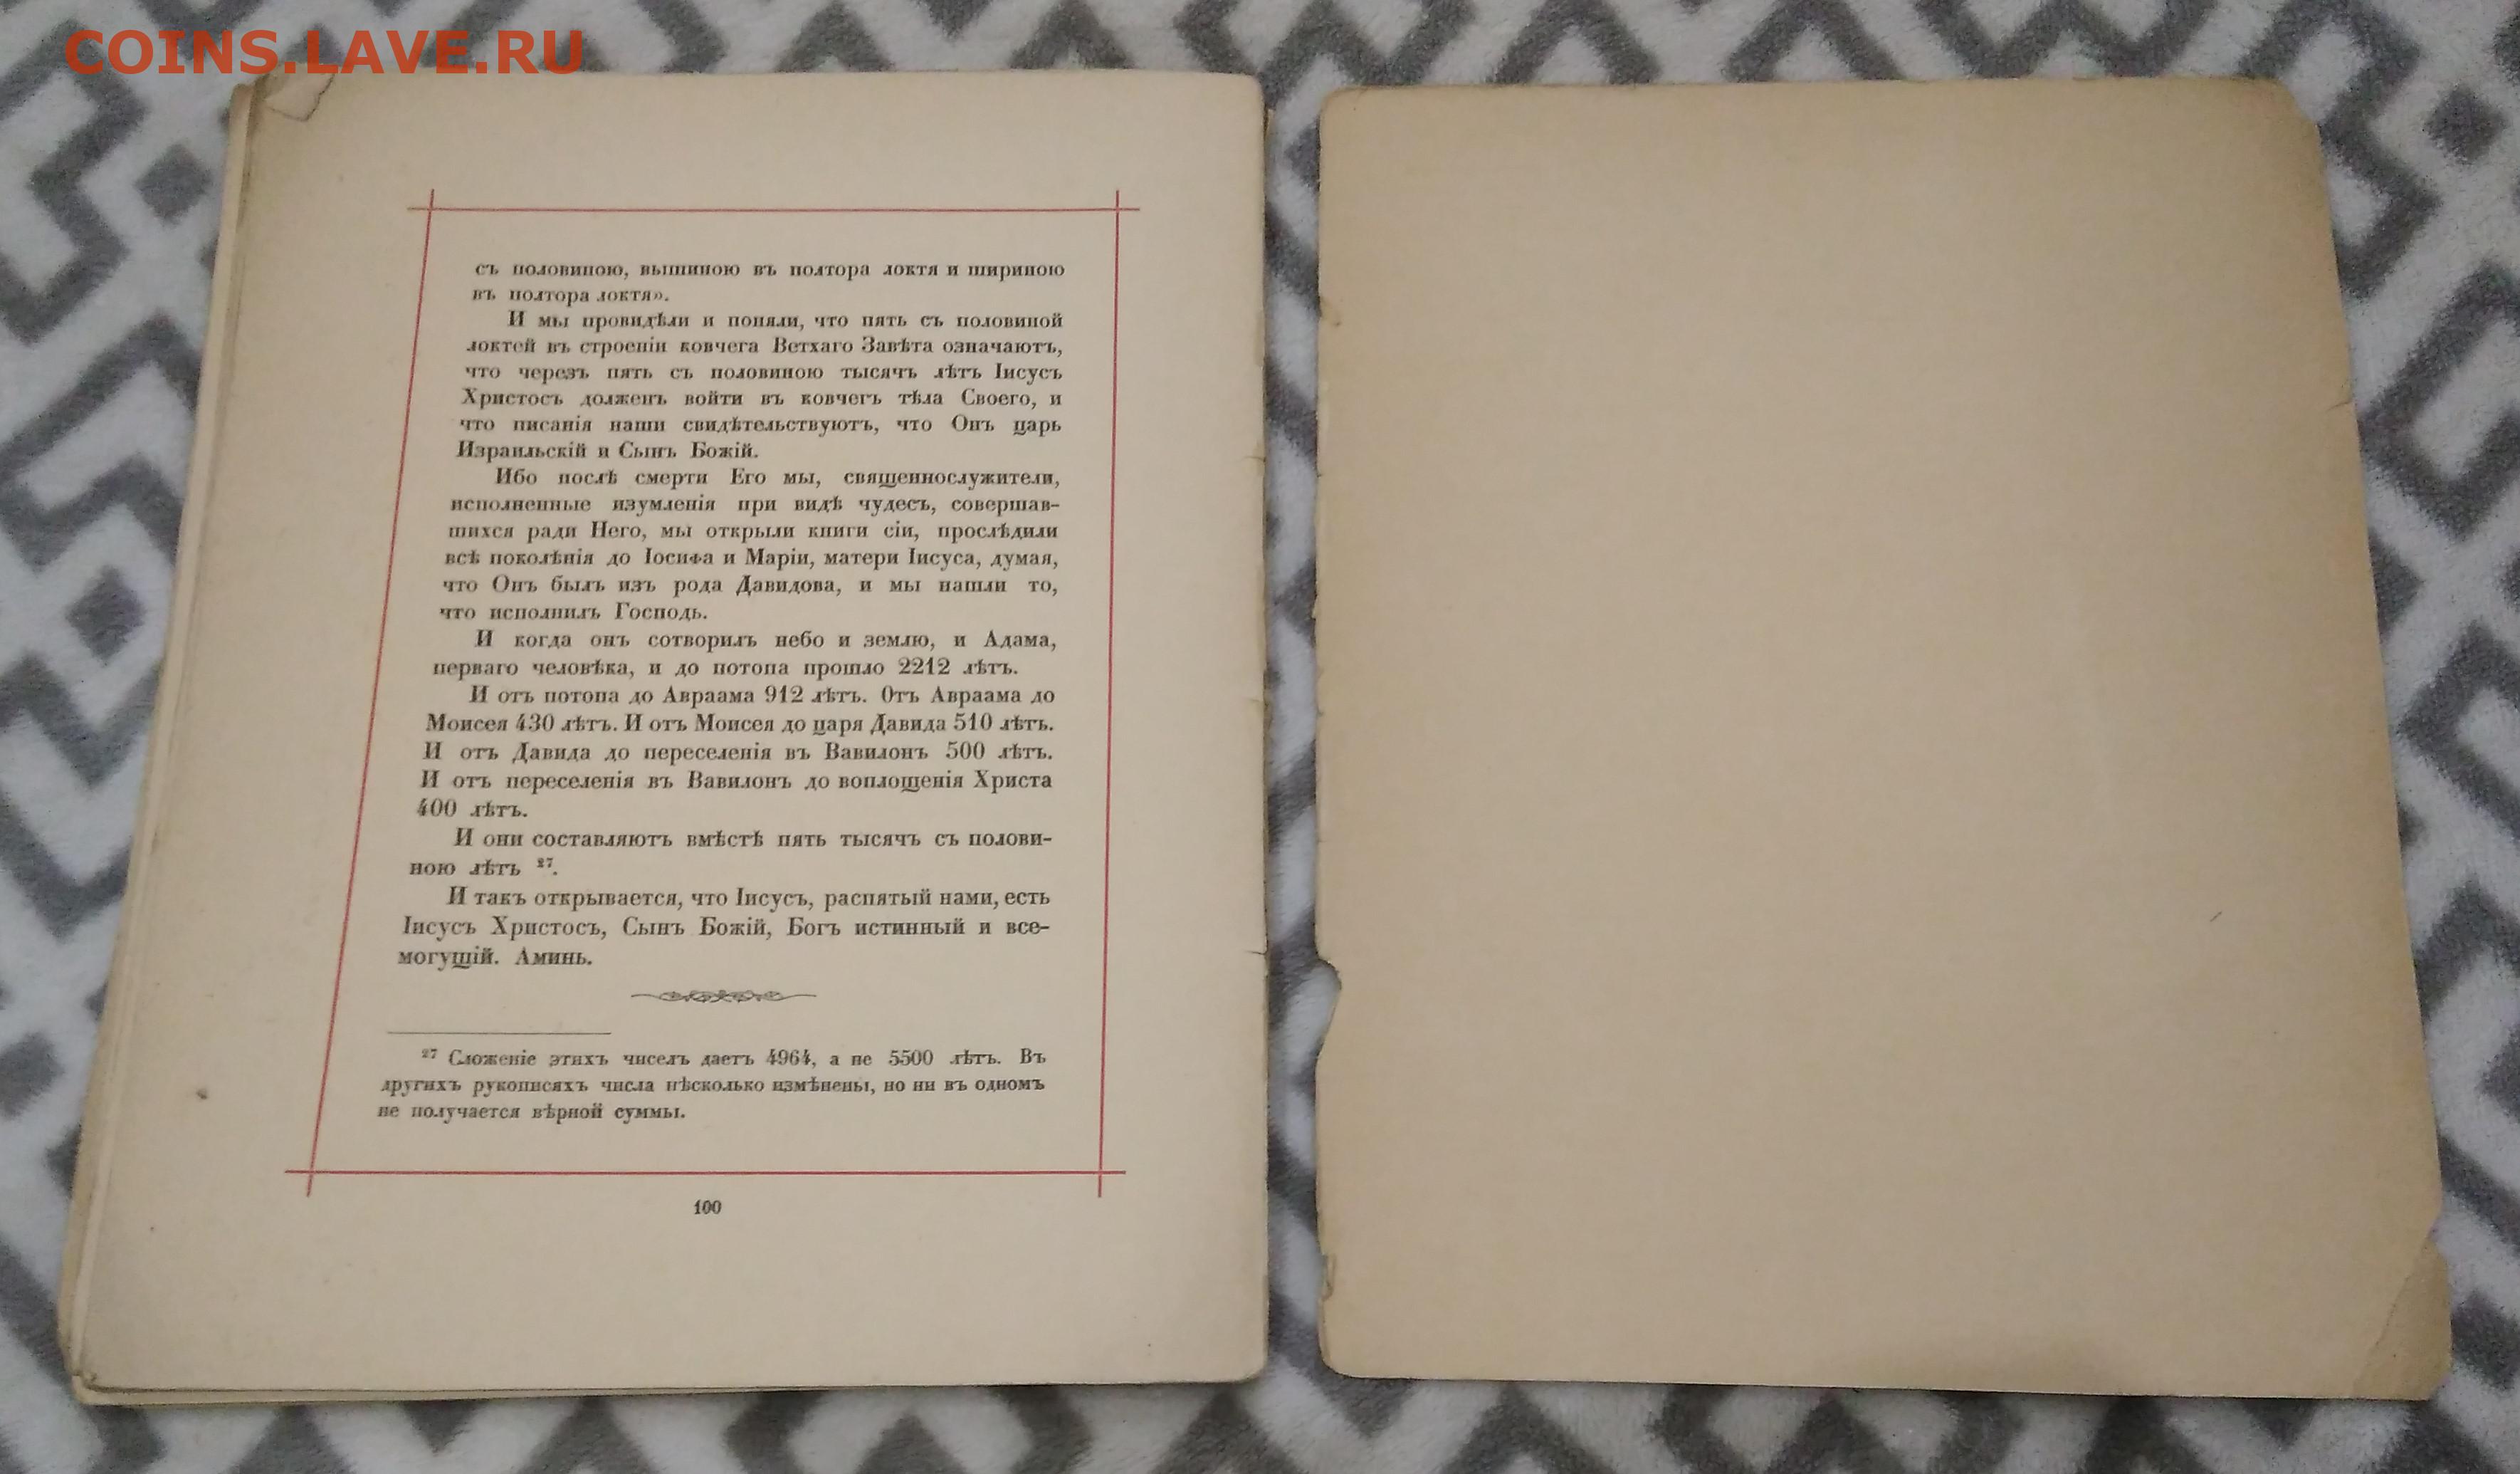 COINS.LAVE.RU
съ половиною, вышиною въ полтора локтя и шириною
въ полтора локтя».
И мы провидѣли и поняли, что пять съ половиной
локтей въ строеніи ковчега Ветхаго Завѣта означаютъ,
что черезъ пять съ половиною тысячъ лѣтъ Іисусъ
Христосъ долженъ войти въ ковчегъ тѣла Своего, и
что писанія наши свидѣтельствуютъ, что Онъ царь
Израильскій и Сынъ Божій.
Ибо послѣ смерти Его мы, священнослужители,
исполненные изумленія при видѣ чудесъ, совершав-
шихся ради Него, мы открыли книги сіи, прослѣдили
всѣ поколѣнія до Іосифа и Маріи, матери Іисуса, думая,
что Онъ былъ изъ рода Давидова, и мы нашли то,
что исполнилъ Господь.
И когда онъ сотворилъ небо и землю, и Адама,
перваго человѣка, и до потопа прошло 2212 лѣтъ.
И отъ потопа до Авраама 912 лѣтъ. Отъ Авраама до
Моисея 430 лѣтъ. И отъ Моисея до царя Давида 510 лѣтъ.
И отъ Давида до переселенія въ Вавилонъ 500 лѣтъ.
И отъ переселенія въ Вавилонъ до воплощенія Христа
400 лѣтъ.
И они составляютъ вмѣстѣ пять тысячъ съ полови-
ною лѣтъ ²⁷.
И такъ открывается, что Іисусъ, распятый нами, есть
Іисусъ Христосъ, Сынъ Божій, Богъ истинный и все-
могущій. Аминь.
²⁷ Сложеніе этихъ чиселъ даетъ 4964, а не 5500 лѣтъ. Въ
другихъ рукописяхъ числа нѣсколько измѣнены, но ни въ одномъ
не получается вѣрной суммы.
100